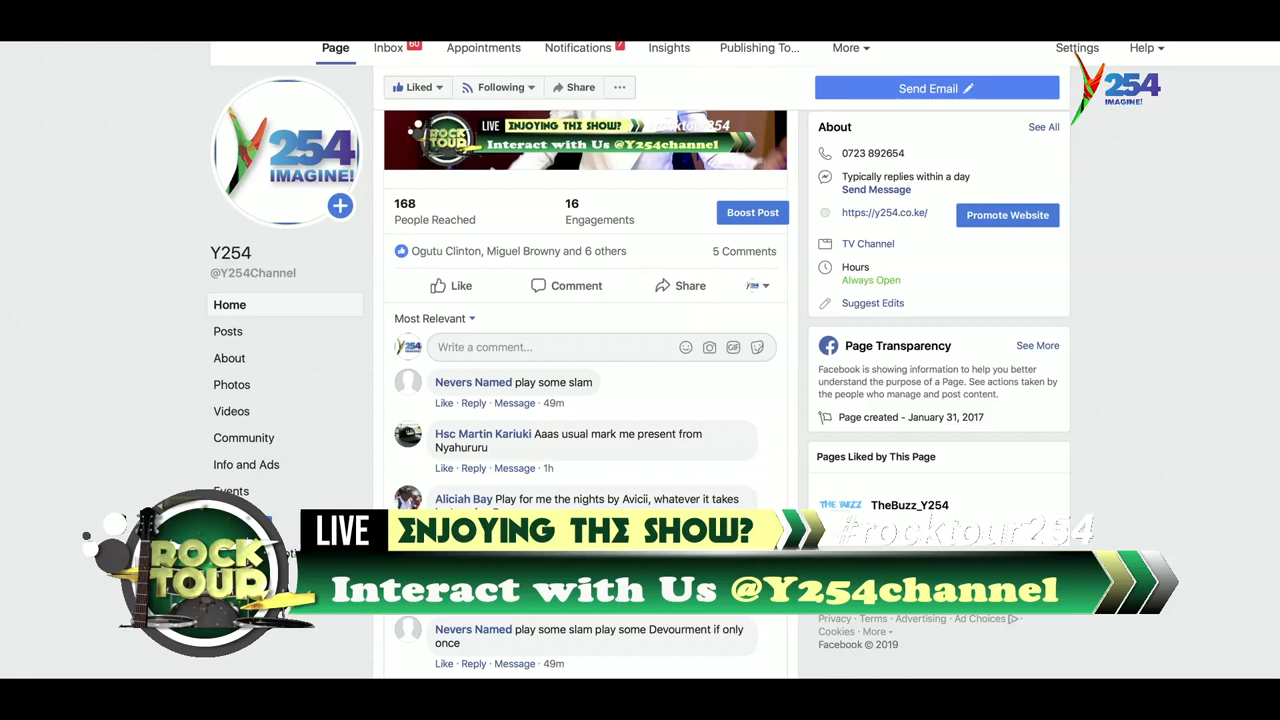 Page
Inbox 60
Appointments
Notifications 7
Insights
Publishing To...
More
Settings
Help
Y254
IMAGINE!
Liked
Following
Share
...
Send Email
254
IMAGINE!
ROCK TOUR
LIVE ENJOYING THE SHOW? #rocktour254
Interact with Us @Y254channel
168
People Reached
16
Engagements
Boost Post
Ogutu Clinton, Miguel Browny and 6 others
5 Comments
Like
Comment
Share
Most Relevant
Write a comment...
GIF
Nevers Named play some slam
Like · Reply · Message · 49m
Hsc Martin Kariuki Aaas usual mark me present from
Nyahururu
Like · Reply · Message · 1h
Aliciah Bay Play for me the nights by Avicii, whatever it takes
Y254
@Y254Channel
Home
Posts
About
Photos
Videos
Community
Info and Ads
Events
About
See All
0723 892654
Typically replies within a day
Send Message
https://y254.co.ke/
Promote Website
TV Channel
Hours
Always Open
Suggest Edits
Page Transparency
See More
Facebook is showing information to help you better
understand the purpose of a Page. See actions taken by
the people who manage and post content.
Page created - January 31, 2017
Pages Liked by This Page
THE BUZZ
TheBuzz_Y254
ROCK
TOUR
LIVE
ENJOYING THE SHOW?
#rocktour254
Interact with Us @Y254channel
Nevers Named play some slam play some Devourment if only
once
Like · Reply · Message · 49m
Privacy · Terms · Advertising · Ad Choices ·
Cookies · More
Facebook © 2019